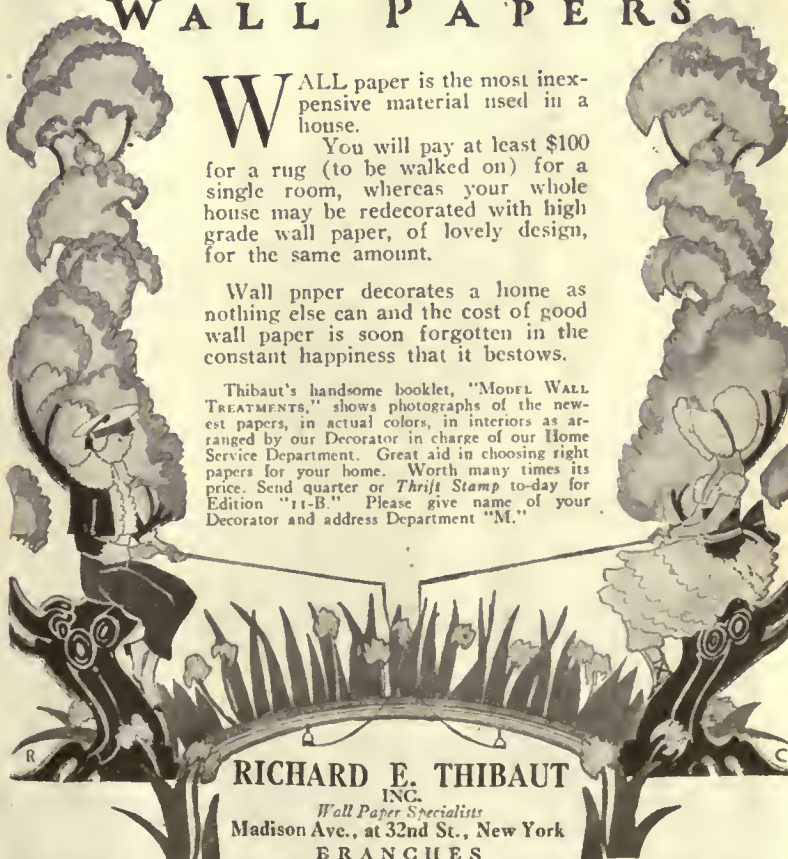 WALL PAPERS
WALL paper is the most inex-
pensive material used in a
house.
You will pay at least $100
for a rug (to be walked on) for a
single room, whereas your whole
house may be redecorated with high
grade wall paper, of lovely design,
for the same amount.
Wall paper decorates a home as
nothing else can and the cost of good
wall paper is soon forgotten in the
constant happiness that it bestows.
Thibaut's handsome booklet, "MODEL WALL
TREATMENTS," shows photographs of the new-
est papers, in actual colors, in interiors as ar-
ranged by our Decorator in charge of our Home
Service Department. Great aid in choosing right
papers for your home. Worth many times its
price. Send quarter or Thrift Stamp to-day for
Edition "11-B." Please give name of your
Decorator and address Department "M."
R C
RICHARD E. THIBAUT
INC.
Wall Paper Specialists
Madison Ave., at 32nd St., New York
BRANCHES